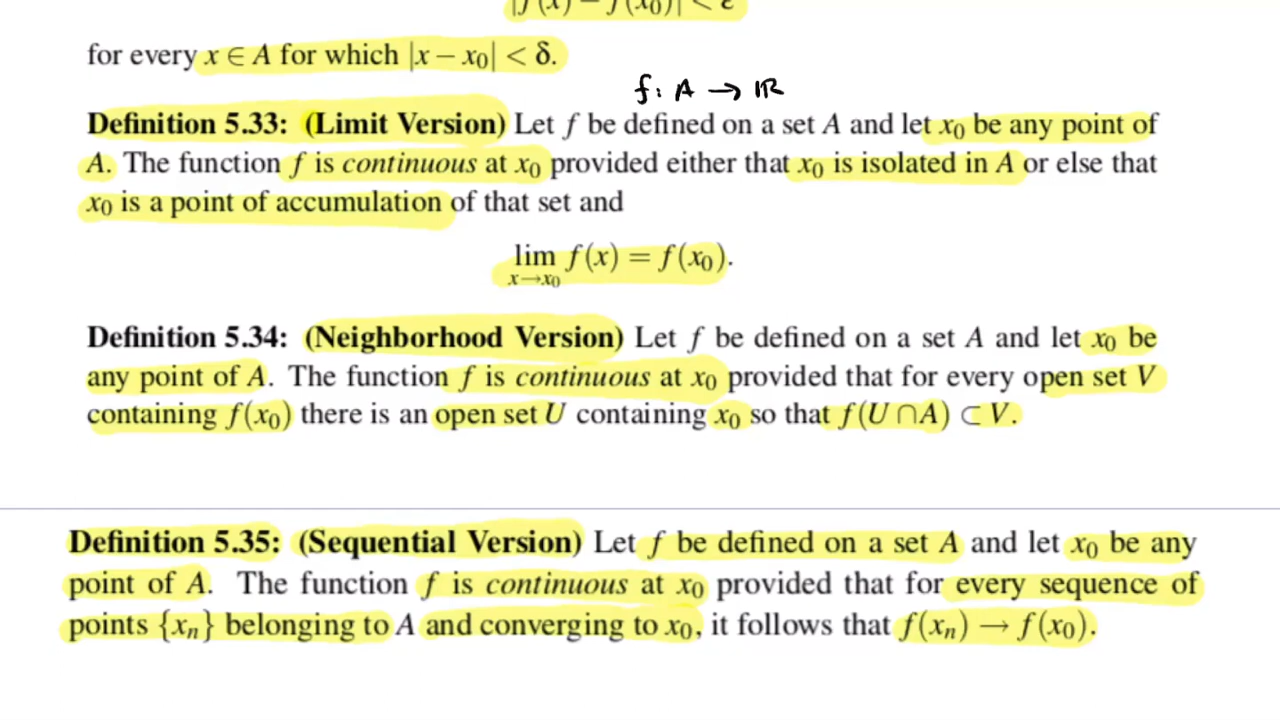 |f(x) − f(x₀)| < ε
for every x ∈ A for which |x − x₀| < δ.
f: A → ℝ
Definition 5.33: (Limit Version) Let f be defined on a set A and let x₀ be any point of
A. The function f is continuous at x₀ provided either that x₀ is isolated in A or else that
x₀ is a point of accumulation of that set and
lim f(x) = f(x₀).
x→x₀
Definition 5.34: (Neighborhood Version) Let f be defined on a set A and let x₀ be
any point of A. The function f is continuous at x₀ provided that for every open set V
containing f(x₀) there is an open set U containing x₀ so that f(U ∩ A) ⊂ V.
Definition 5.35: (Sequential Version) Let f be defined on a set A and let x₀ be any
point of A. The function f is continuous at x₀ provided that for every sequence of
points {xₙ} belonging to A and converging to x₀, it follows that f(xₙ) → f(x₀).